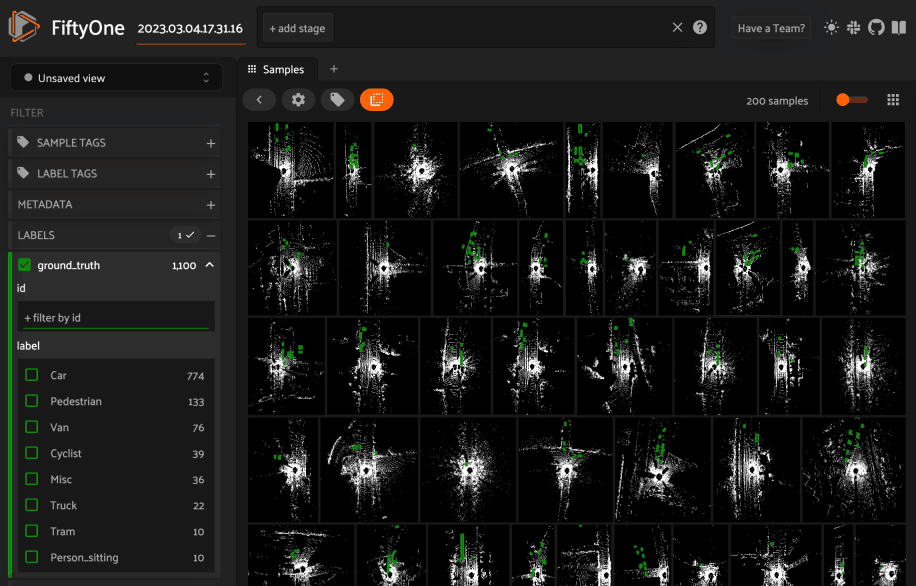 FiftyOne
2023.03.04.17.31.16
+ add stage
Have a Team?
Unsaved view
Samples
+
200 samples
FILTER
SAMPLE TAGS +
LABEL TAGS +
METADATA +
LABELS 1
ground_truth 1,100
id
+ filter by id
label
Car 774
Pedestrian 133
Van 76
Cyclist 39
Misc 36
Truck 22
Tram 10
Person_sitting 10